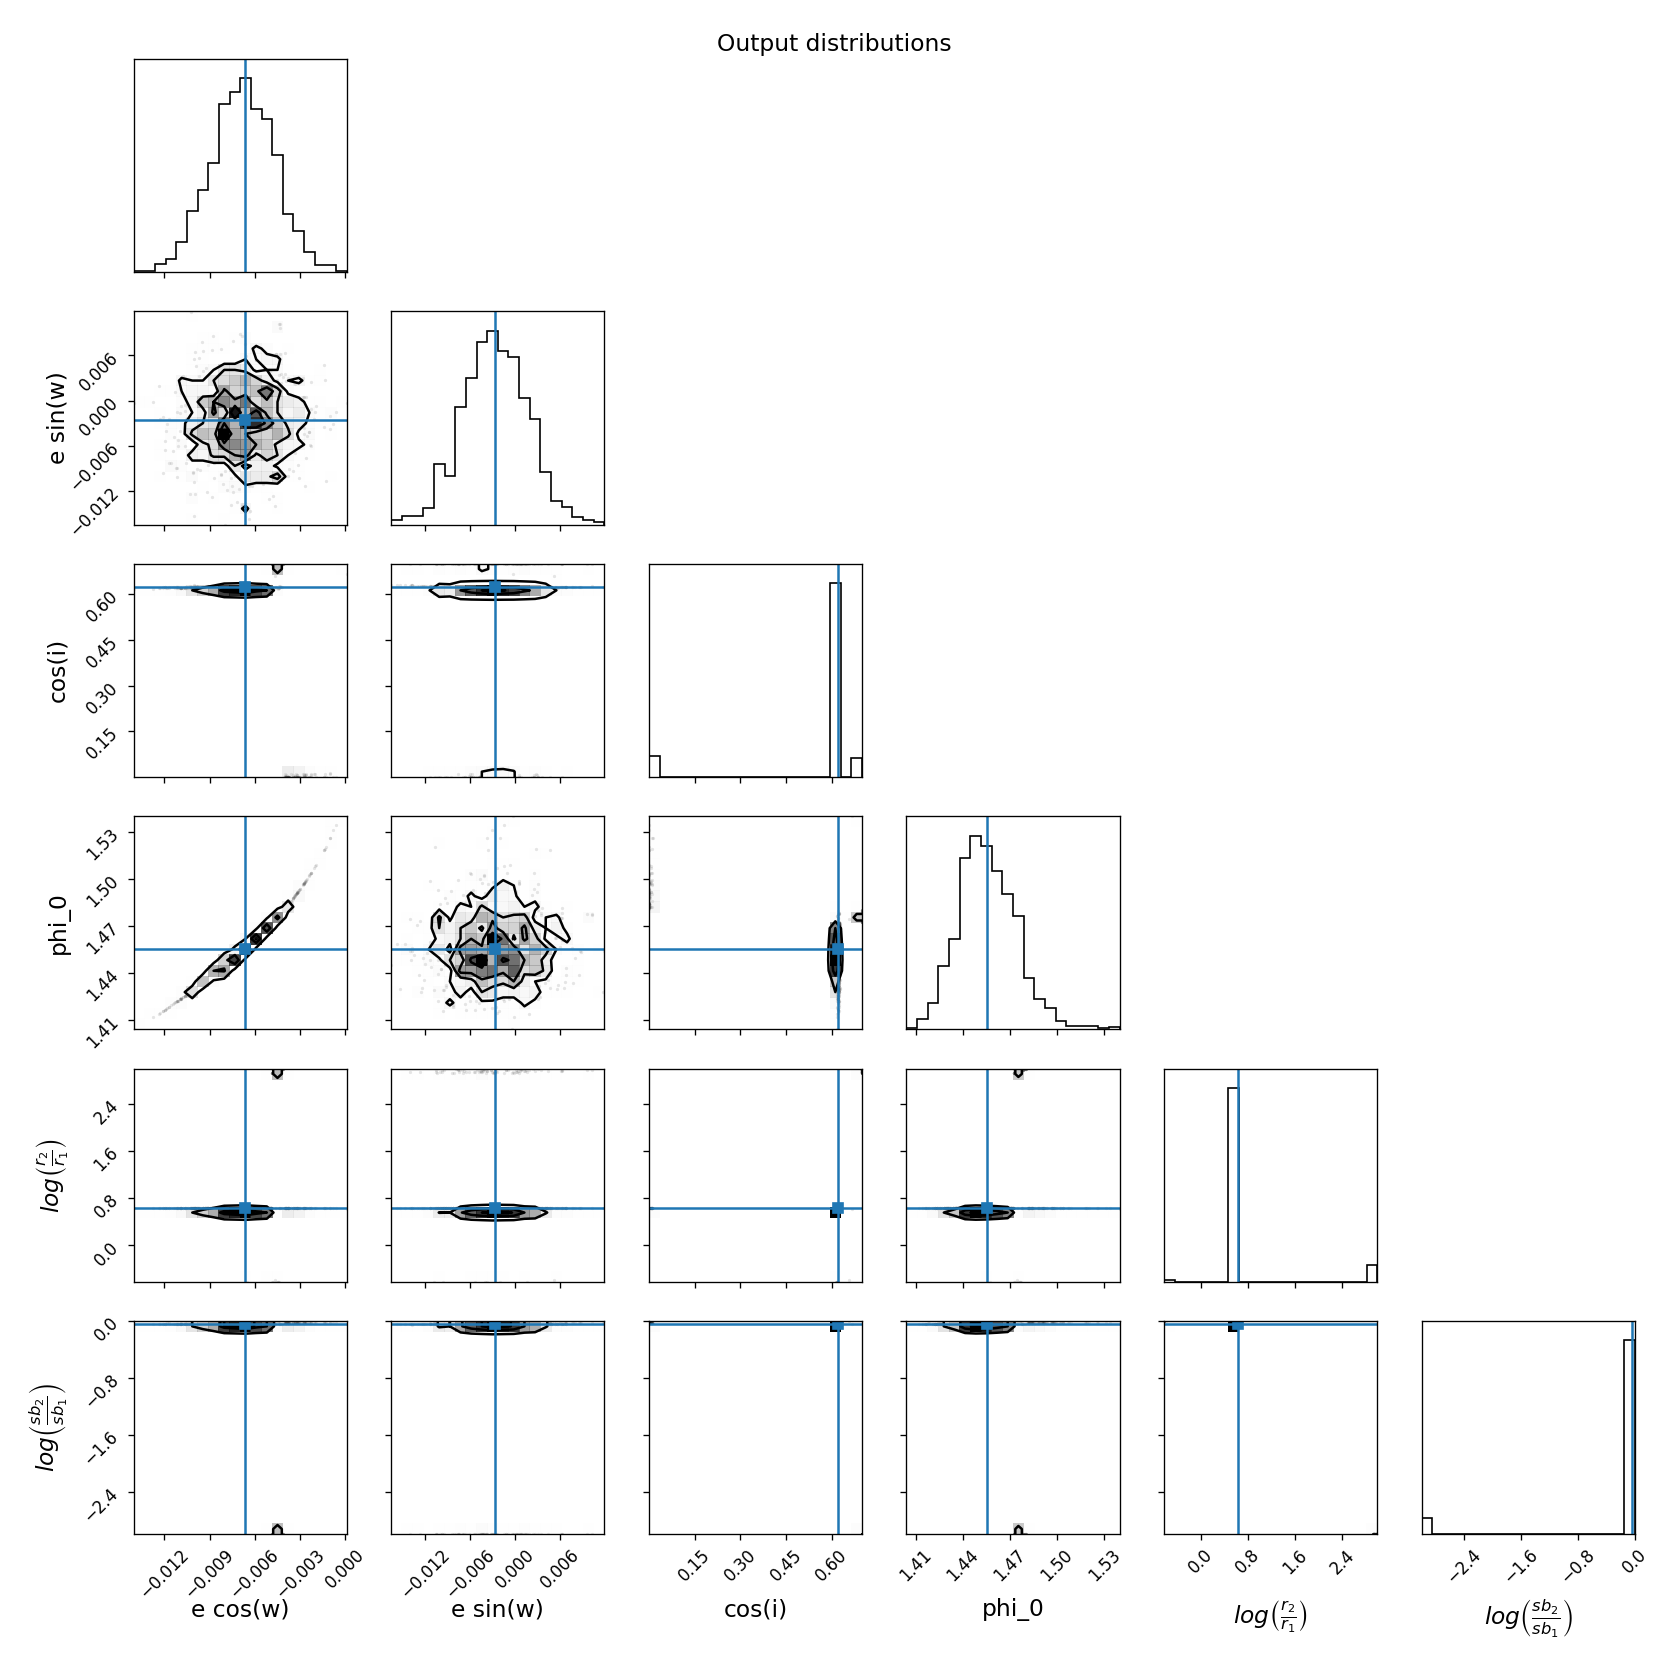 Output distributions
e sin(w)
0.006
0.000
−0.006
−0.012
cos(i)
0.60
0.45
0.30
0.15
phi_0
1.53
1.50
1.47
1.44
1.41
log(r2/r1)
2.4
1.6
0.8
0.0
log(sb2/sb1)
0.0
−0.8
−1.6
−2.4
−0.012 −0.009 −0.006 −0.003 0.000
−0.012 −0.006 0.000 0.006
0.15 0.30 0.45 0.60
1.41 1.44 1.47 1.50 1.53
0.0 0.8 1.6 2.4
−2.4 −1.6 −0.8 0.0
e cos(w)
e sin(w)
cos(i)
phi_0
log(r2/r1)
log(sb2/sb1)